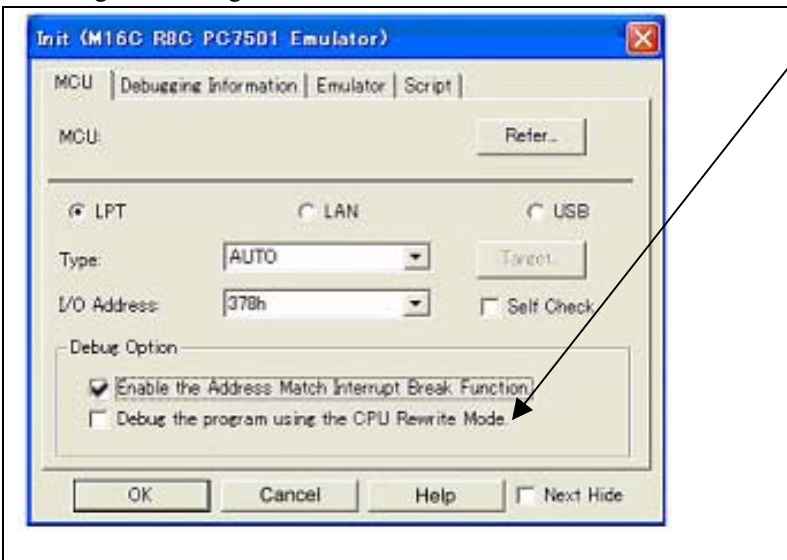 Init (M16C R8C PC7501 Emulator)
MCU Debugging Information Emulator Script
MCU: Refer...
LPT LAN USB
Type: AUTO Target...
I/O Address: 378h Self Check
Debug Option
Enable the Address Match Interrupt Break Function.
Debug the program using the CPU Rewrite Mode.
OK Cancel Help Next Hide